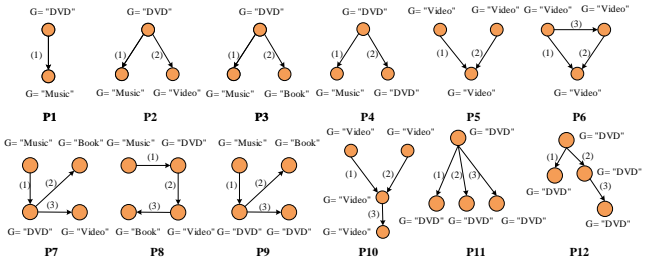 G= "DVD" G= "DVD" G= "DVD" G= "DVD" G= "Video" G= "Video" G= "Video" G= "Video"
(3)
(1) (1) (2) (1) (2) (1) (2) (1) (2) (1) (2)
G= "Music" G= "Music" G= "Video" G= "Music" G= "Book" G= "Music" G= "DVD" G= "Video" G= "Video"
P1 P2 P3 P4 P5 P6
G= "Music" G= "Book" G= "Music" G= "DVD" G= "Music" G= "Book" G= "Video" G= "Video" G= "DVD" G= "DVD"
(1) (2) (3) (1) (2) (3) (1) (2) (3) (1) (2) (3) (1) (2) (3) (1) (2) (3)
G= "Video" G= "DVD" G= "DVD"
G= "DVD" G= "Video" G= "Book" G= "Video" G= "DVD" G= "DVD" G= "Video" G= "DVD" G= "DVD" G= "DVD" G= "DVD"
P7 P8 P9 P10 P11 P12